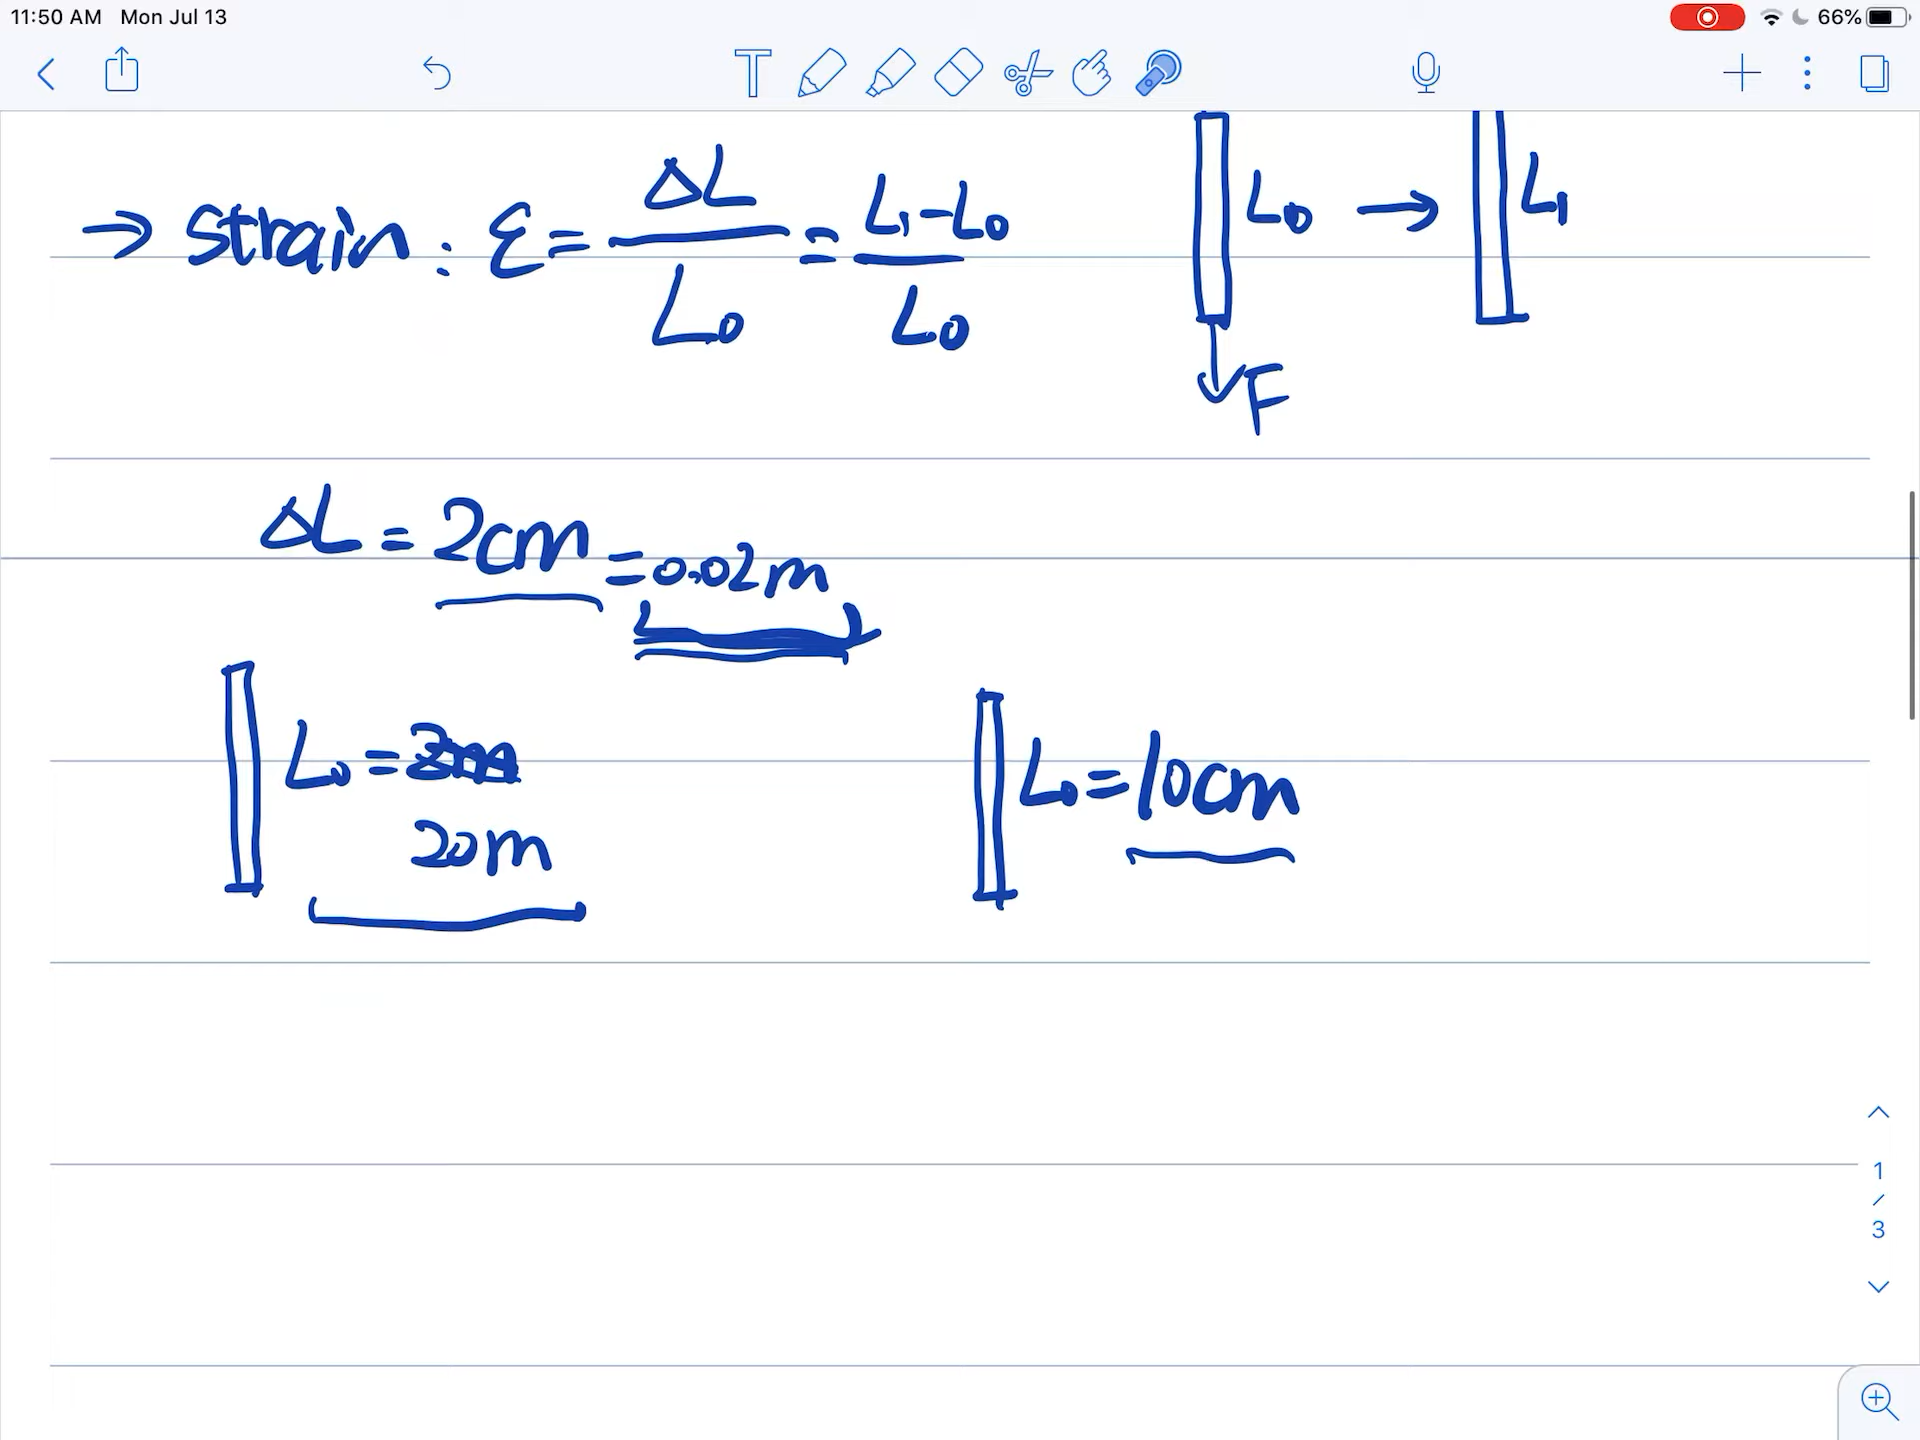 11:50 AM Mon Jul 13
66%
T
→ strain: ε = ΔL/L₀ = L₁-L₀/L₀
L₀ → L₁
F
ΔL = 2cm = 0.02m
L₀ =
20m
L₀ = 10cm
1
/
3